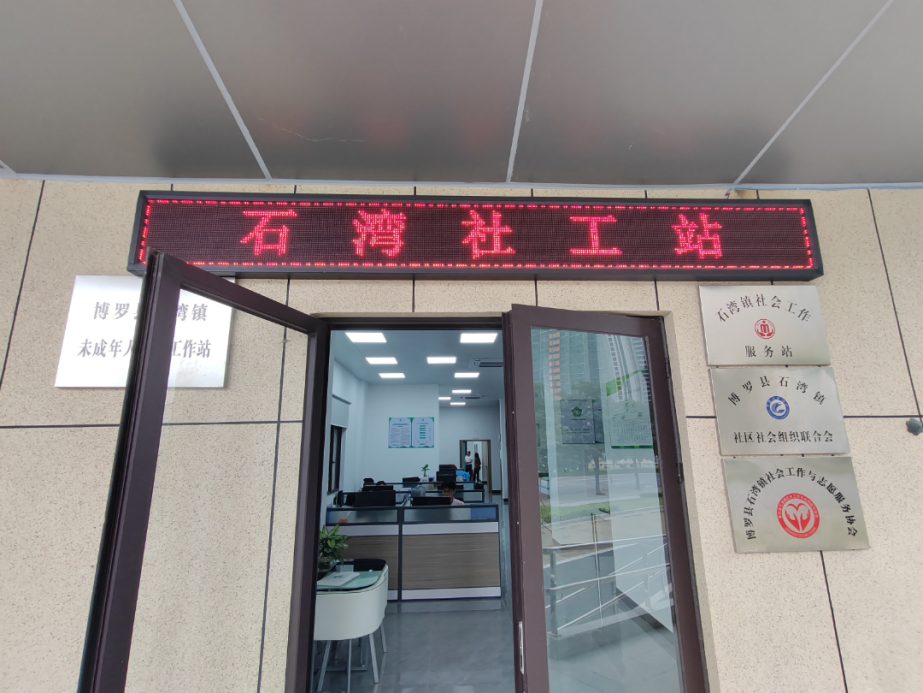 石湾社工站
博罗 湾镇
未成年人 工作站
石湾镇社会工作
服务站
博罗县石湾镇
社区社会组织联合会
博罗县石湾镇社会工作与志愿服务协会